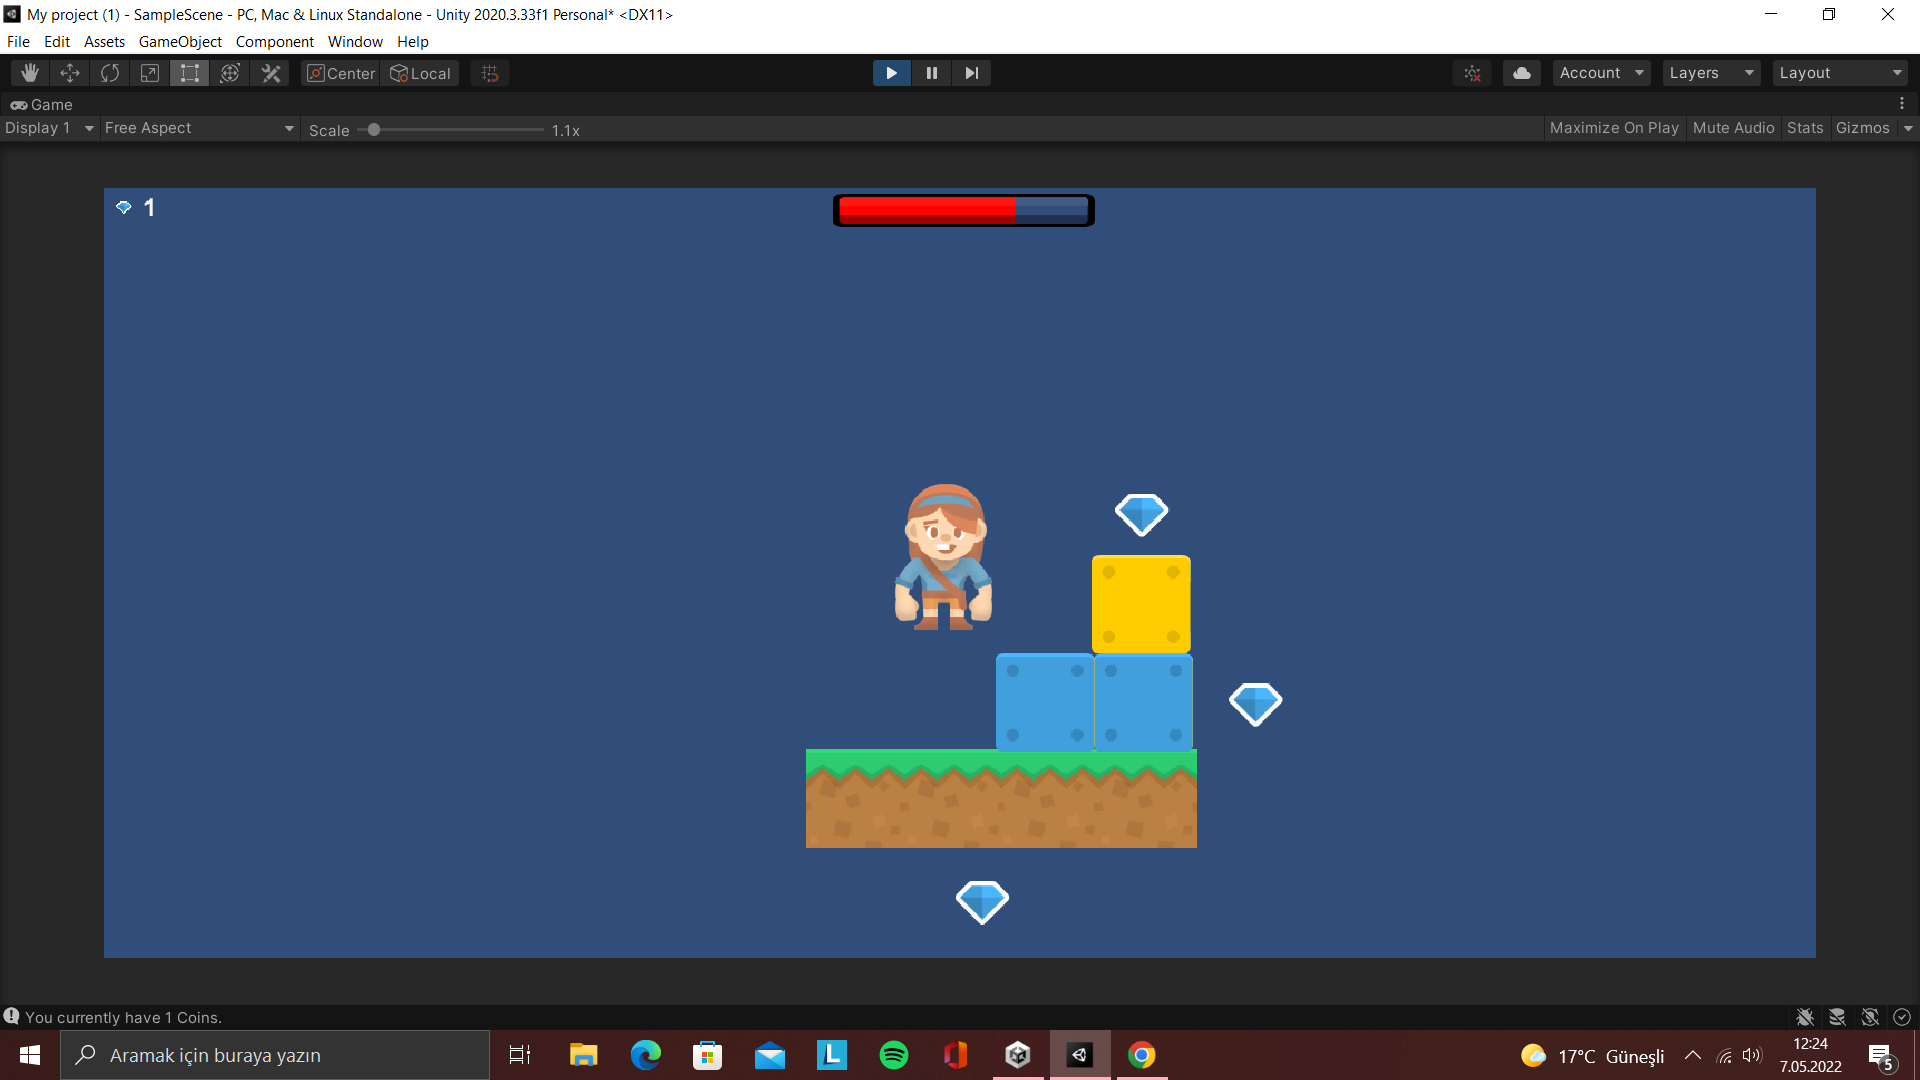 My project (1) - SampleScene - PC, Mac & Linux Standalone - Unity 2020.3.33f1 Personal* <DX11>
File Edit Assets GameObject Component Window Help
Center Local Account Layers Layout
Game
Display 1 Free Aspect Scale 1.1x Maximize On Play Mute Audio Stats Gizmos
1
You currently have 1 Coins.
Aramak için buraya yazın
L
17°C Güneşli
12:24
7.05.2022
5